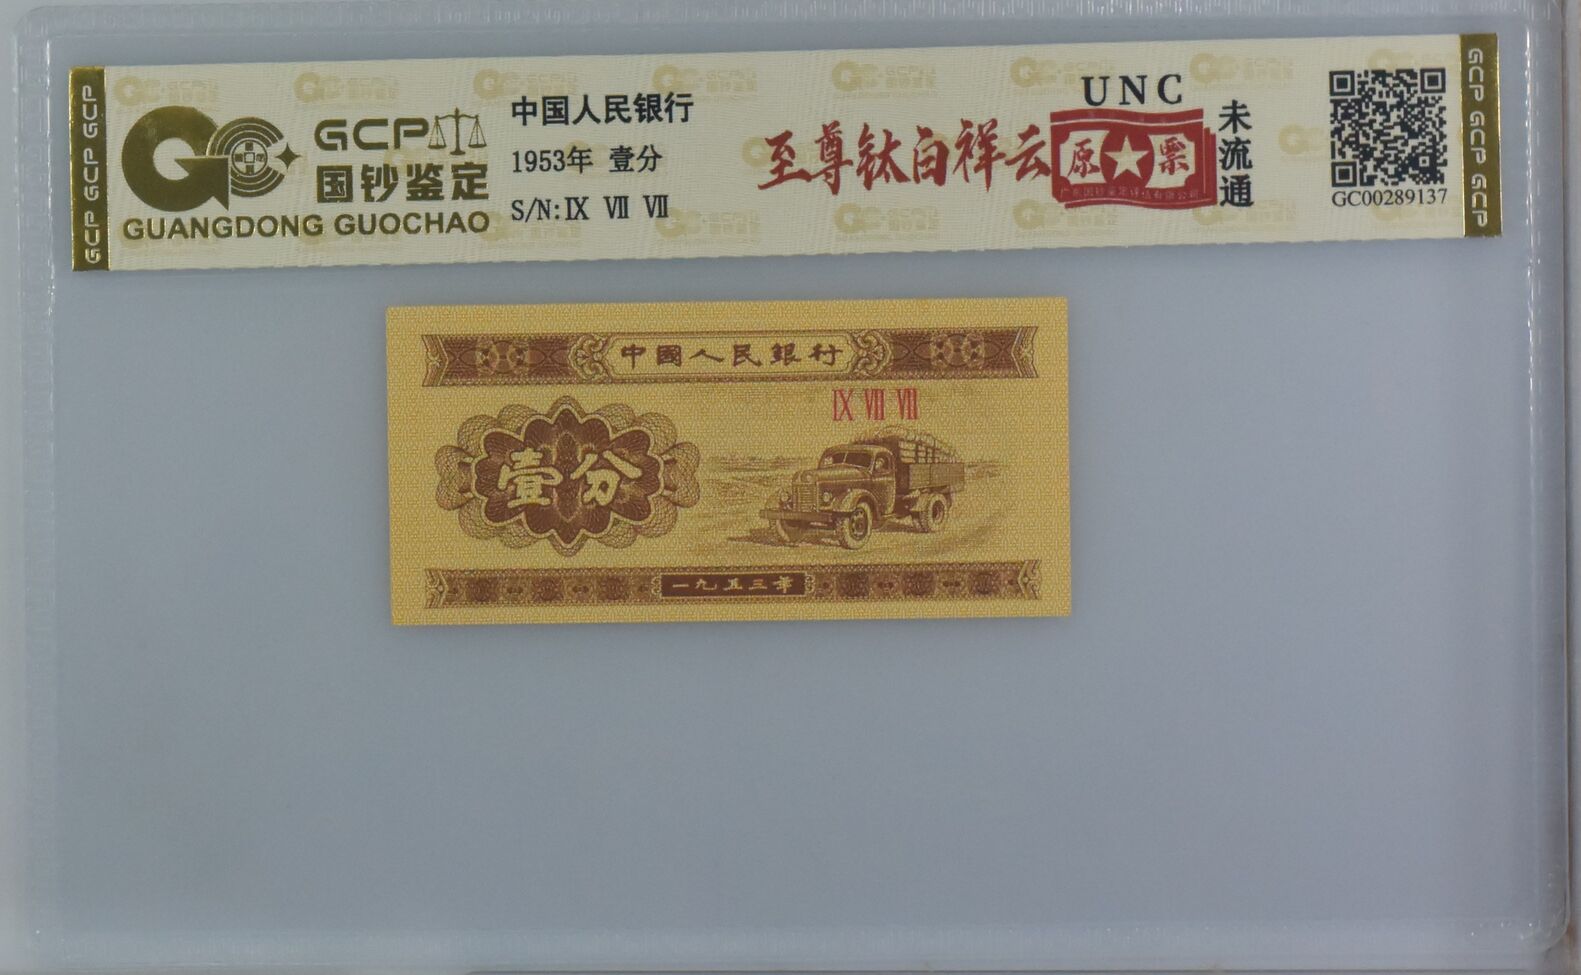 GCP GCP GCP
GCP
国钞鉴定
GUANGDONG GUOCHAO
中国人民银行
1953年 壹分
S/N:Ⅸ Ⅶ Ⅶ
至尊钛白祥云
UNC
原票
未流通
GC00289137
GCP GCP GCP
中國人民銀行
Ⅸ Ⅶ Ⅶ
壹分
一九五三年